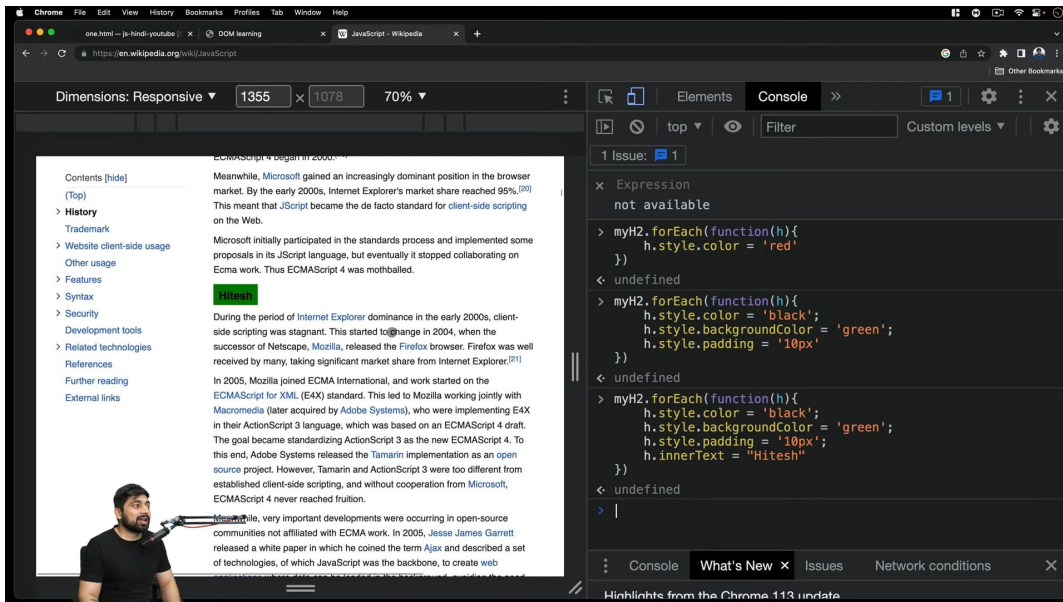 Chrome File Edit View History Bookmarks Profiles Tab Window Help
one.html — js-hindi-youtube
DOM learning
JavaScript - Wikipedia
https://en.wikipedia.org/wiki/JavaScript
Other Bookmarks
Dimensions: Responsive 1355 × 1078 70%
Elements Console » 1
top Filter Custom levels
1 Issue: 1
Contents [hide]
(Top)
History
Trademark
Website client-side usage
Other usage
Features
Syntax
Security
Development tools
Related technologies
References
Further reading
External links
ECMAScript 4 began in 2000.
Meanwhile, Microsoft gained an increasingly dominant position in the browser
market. By the early 2000s, Internet Explorer's market share reached 95%.[20]
This meant that JScript became the de facto standard for client-side scripting
on the Web.
Microsoft initially participated in the standards process and implemented some
proposals in its JScript language, but eventually it stopped collaborating on
Ecma work. Thus ECMAScript 4 was mothballed.
Hitesh
During the period of Internet Explorer dominance in the early 2000s, client-
side scripting was stagnant. This started to change in 2004, when the
successor of Netscape, Mozilla, released the Firefox browser. Firefox was well
received by many, taking significant market share from Internet Explorer.[21]
In 2005, Mozilla joined ECMA International, and work started on the
ECMAScript for XML (E4X) standard. This led to Mozilla working jointly with
Macromedia (later acquired by Adobe Systems), who were implementing E4X
in their ActionScript 3 language, which was based on an ECMAScript 4 draft.
The goal became standardizing ActionScript 3 as the new ECMAScript 4. To
this end, Adobe Systems released the Tamarin implementation as an open
source project. However, Tamarin and ActionScript 3 were too different from
established client-side scripting, and without cooperation from Microsoft,
ECMAScript 4 never reached fruition.
Meanwhile, very important developments were occurring in open-source
communities not affiliated with ECMA work. In 2005, Jesse James Garrett
released a white paper in which he coined the term Ajax and described a set
of technologies, of which JavaScript was the backbone, to create web
Expression
not available
> myH2.forEach(function(h){
h.style.color = 'red'
})
undefined
> myH2.forEach(function(h){
h.style.color = 'black';
h.style.backgroundColor = 'green';
h.style.padding = '10px'
})
undefined
> myH2.forEach(function(h){
h.style.color = 'black';
h.style.backgroundColor = 'green';
h.style.padding = '10px';
h.innerText = "Hitesh"
})
undefined
>
Console What's New × Issues Network conditions
Highlights from the Chrome 113 update